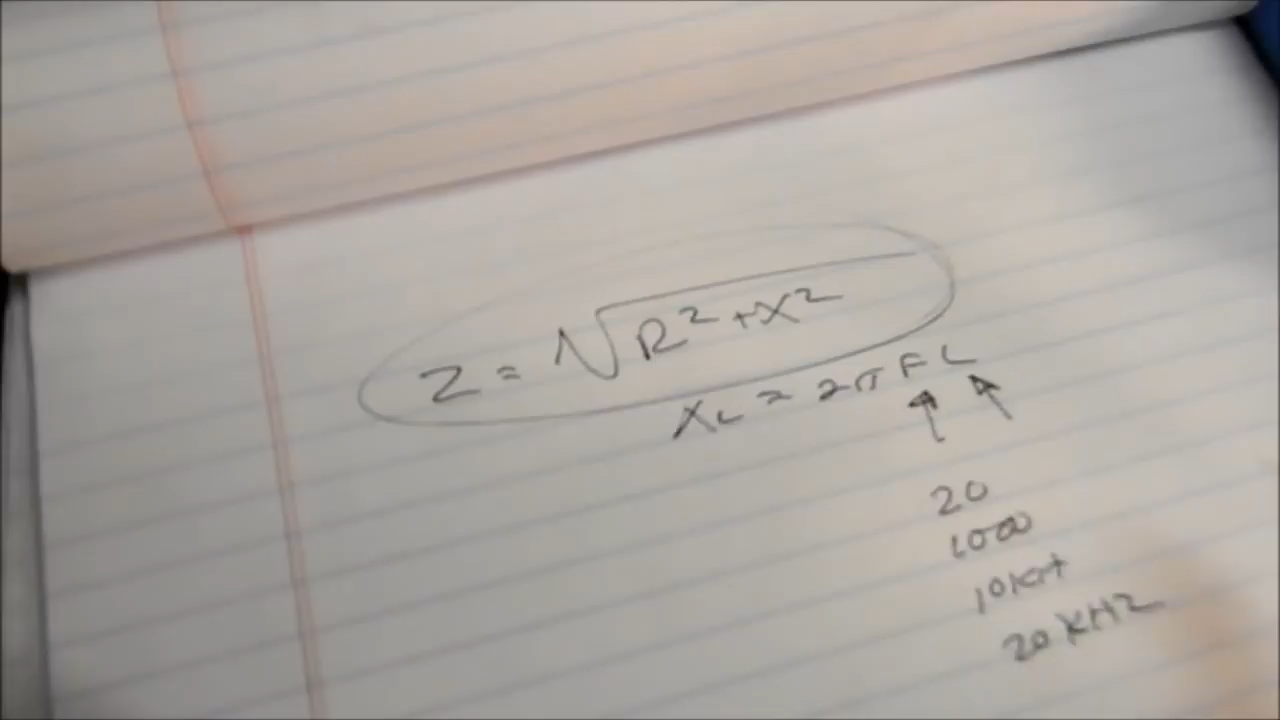 Z = √R²+X²
XL = 2πFL
20
1000
10KH
20 KHZ